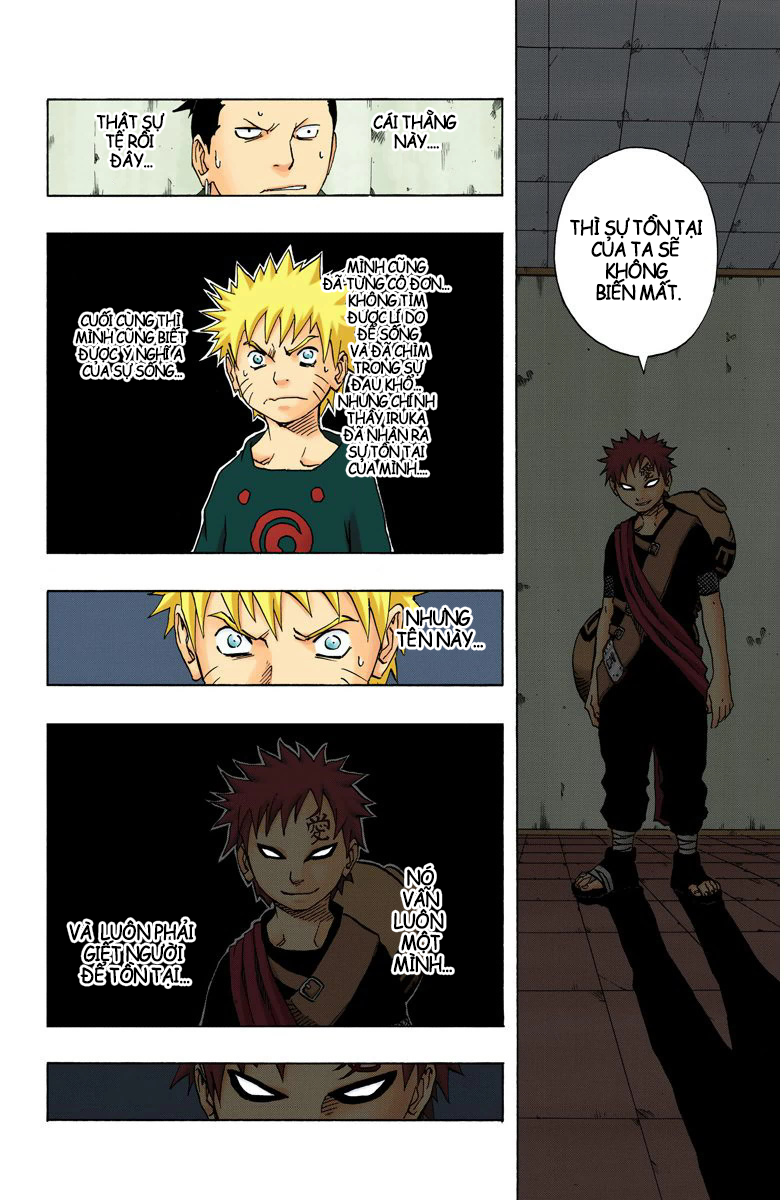 THÌ SỰ TỒN TẠI
CỦA TA SẼ
KHÔNG
BIẾN MẤT.
CÁI THẰNG
NÀY....
THẬT SỰ
TỆ RỒI
ĐÂY...
MÌNH CŨNG
ĐÃ TỪNG CÔ ĐƠN...
KHÔNG TÌM
ĐƯỢC LÍ DO
ĐỂ SỐNG
VÀ ĐÃ CHÌM
TRONG SỰ
ĐAU KHỔ...
NHƯNG CHÍNH
THẦY IRUKA
ĐÃ NHẬN RA
SỰ TỒN TẠI
CỦA MÌNH....
CUỐI CÙNG THÌ
MÌNH CŨNG BIẾT
ĐƯỢC Ý NGHĨA
CỦA SỰ SỐNG...
NHƯNG
TÊN NÀY...
愛
NÓ
VẪN
LUÔN
MỘT
MÌNH...
VÀ LUÔN PHẢI
GIẾT NGƯỜI
ĐỂ TỒN TẠI...